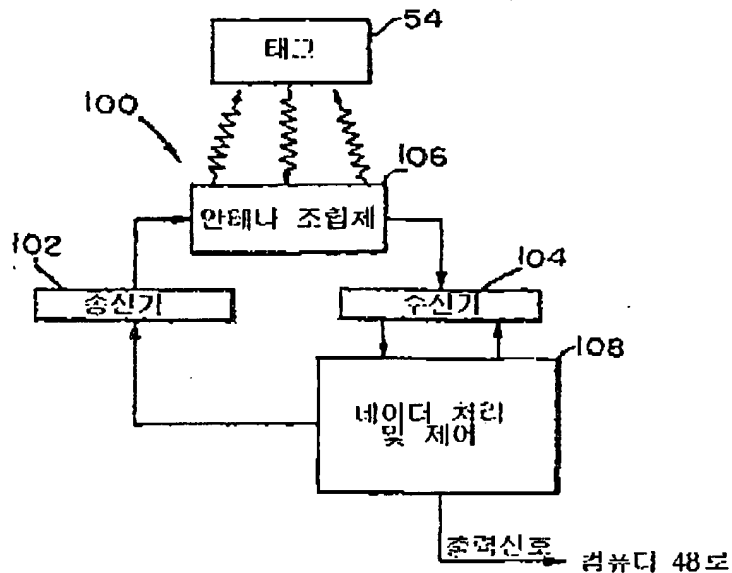 54
태그
100
106
안테나 조립체
102
104
송신기
수신기
108
데이터 처리
및 제어
출력신호
컴퓨터 48로